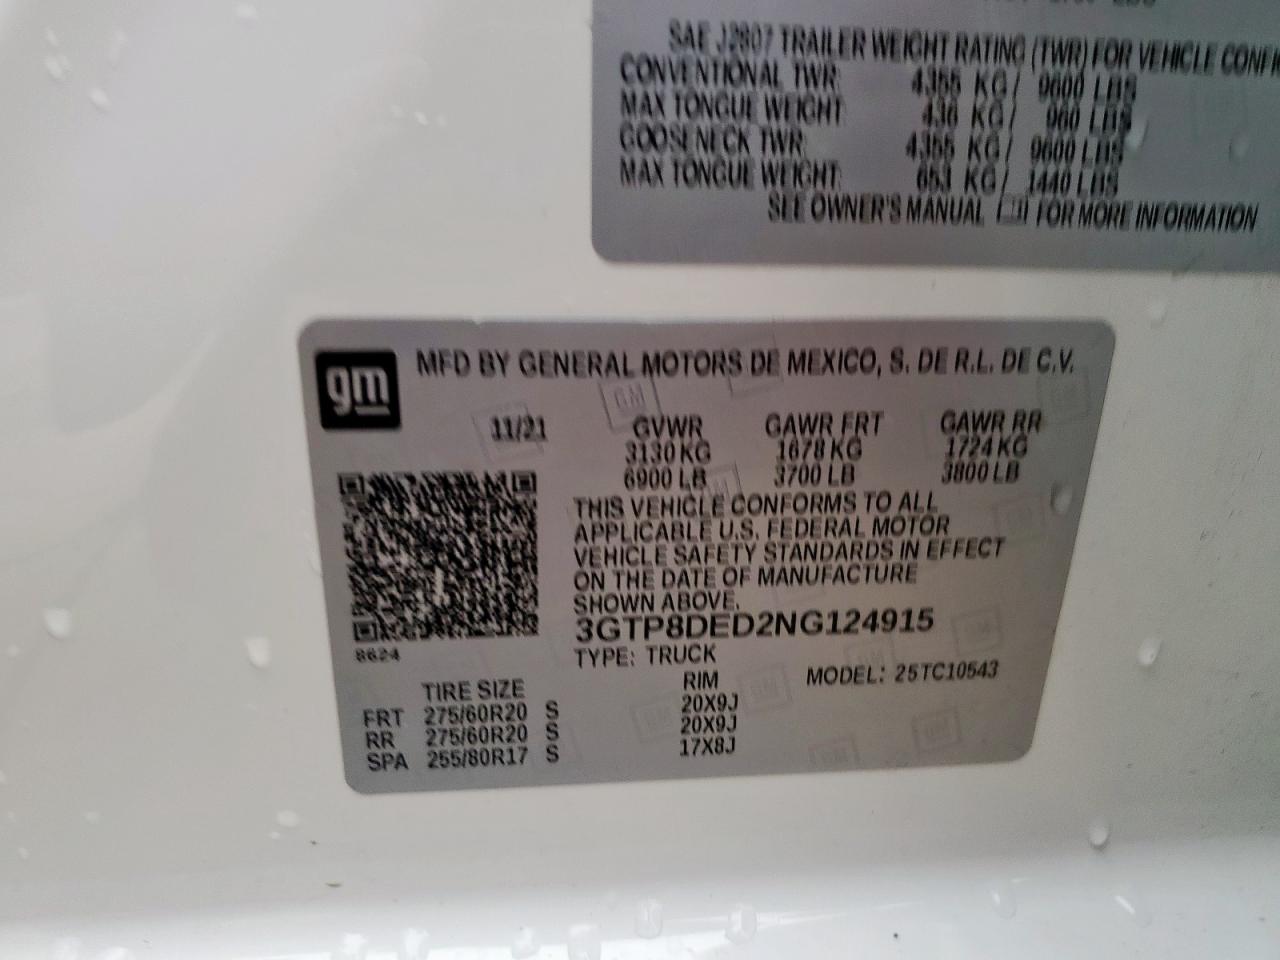 SAE J2807 TRAILER WEIGHT RATING (TWR) FOR VEHICLE
CONVENTIONAL TWR: 4355 KG/ 9600 LBS
MAX TONGUE WEIGHT: 436 KG/ 960 LBS
GOOSENECK TWR: 4355 KG/ 9600 LBS
MAX TONGUE WEIGHT: 653 KG/ 1440 LBS
SEE OWNER'S MANUAL FOR MORE INFORMATION
gm
MFD BY GENERAL MOTORS DE MEXICO, S. DE R.L. DE C.V.
11/21 GVWR GAWR FRT GAWR RR
3130 KG 1678 KG 1724 KG
6900 LB 3700 LB 3800 LB
THIS VEHICLE CONFORMS TO ALL
APPLICABLE U.S. FEDERAL MOTOR
VEHICLE SAFETY STANDARDS IN EFFECT
ON THE DATE OF MANUFACTURE
SHOWN ABOVE.
3GTP8DED2NG124915
8624
TYPE: TRUCK
MODEL: 25TC10543
TIRE SIZE RIM
FRT 275/60R20 S 20X9J
RR 275/60R20 S 20X9J
SPA 255/80R17 S 17X8J